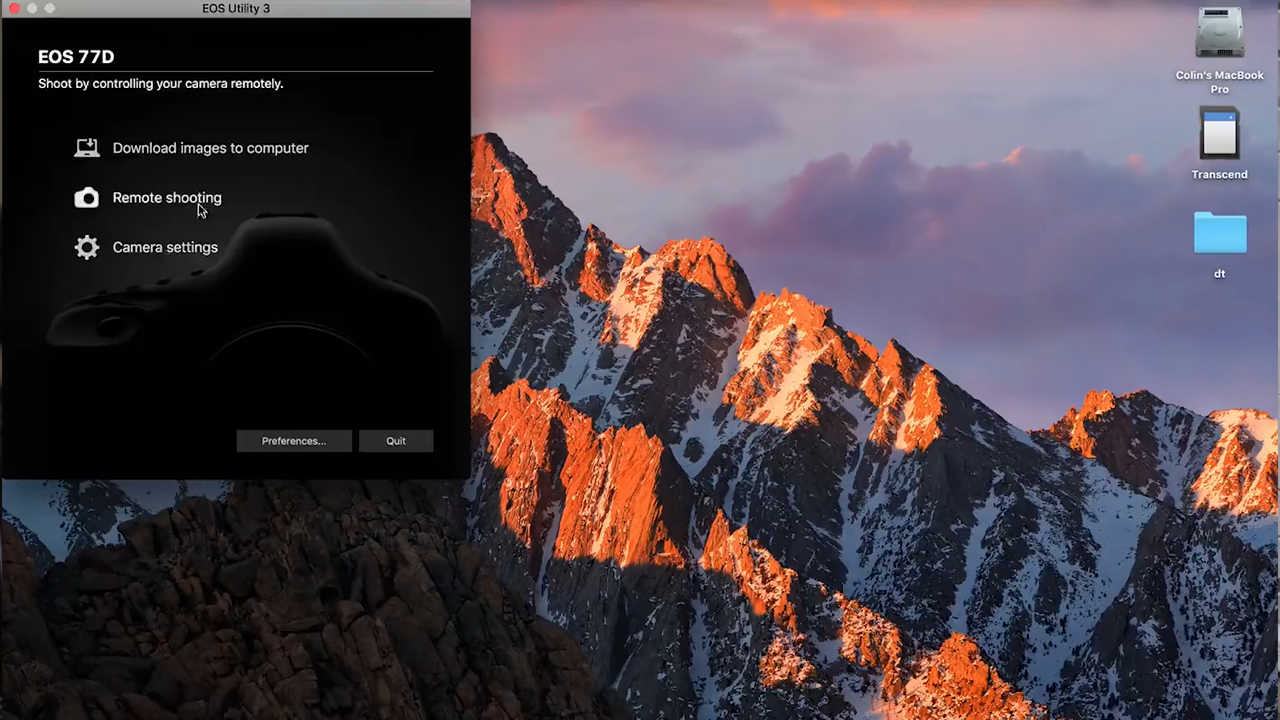 EOS Utility 3
EOS 77D
Shoot by controlling your camera remotely.
Download images to computer
Remote shooting
Camera settings
Preferences...
Quit
Colin's MacBook
Pro
Transcend
dt